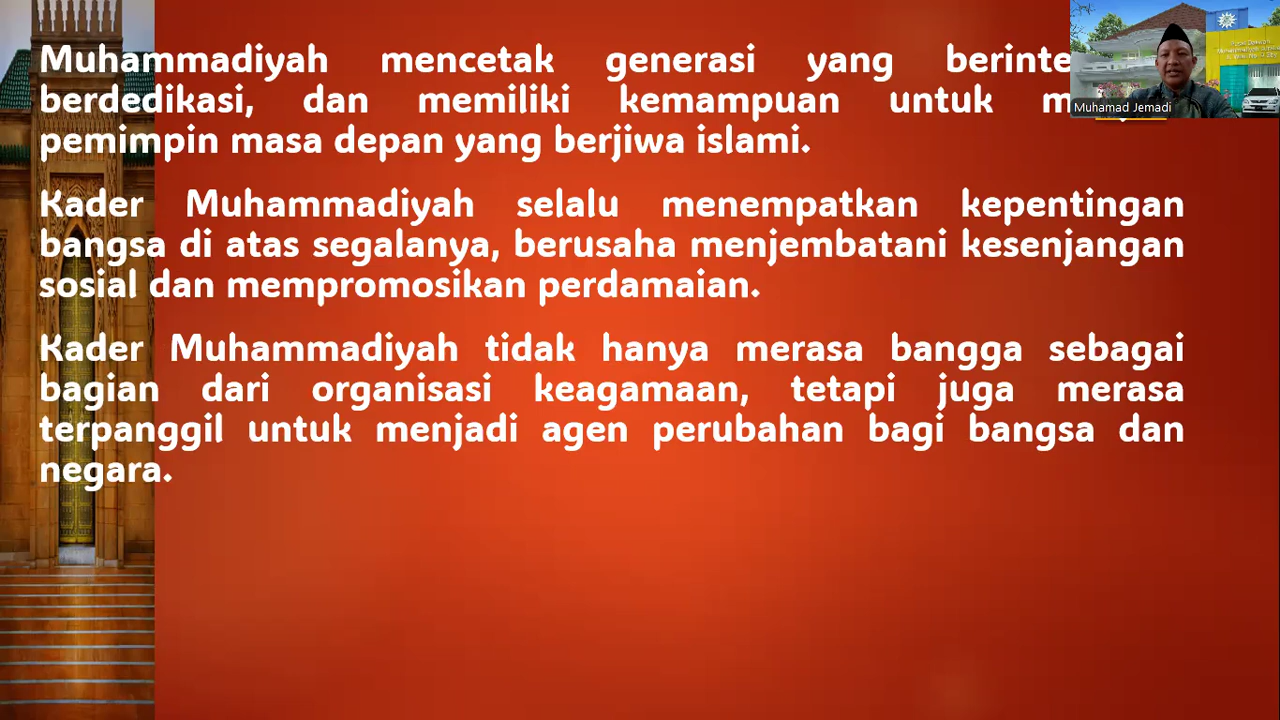 Muhammadiyah mencetak generasi yang
berdedikasi, dan memiliki kemampuan untuk
pemimpin masa depan yang berjiwa islami.
Kader Muhammadiyah selalu menempatkan kepentingan
bangsa di atas segalanya, berusaha menjembatani kesenjangan
sosial dan mempromosikan perdamaian.
Kader Muhammadiyah tidak hanya merasa bangga sebagai
bagian dari organisasi keagamaan, tetapi juga merasa
terpanggil untuk menjadi agen perubahan bagi bangsa dan
negara.
Muhamad Jemadi